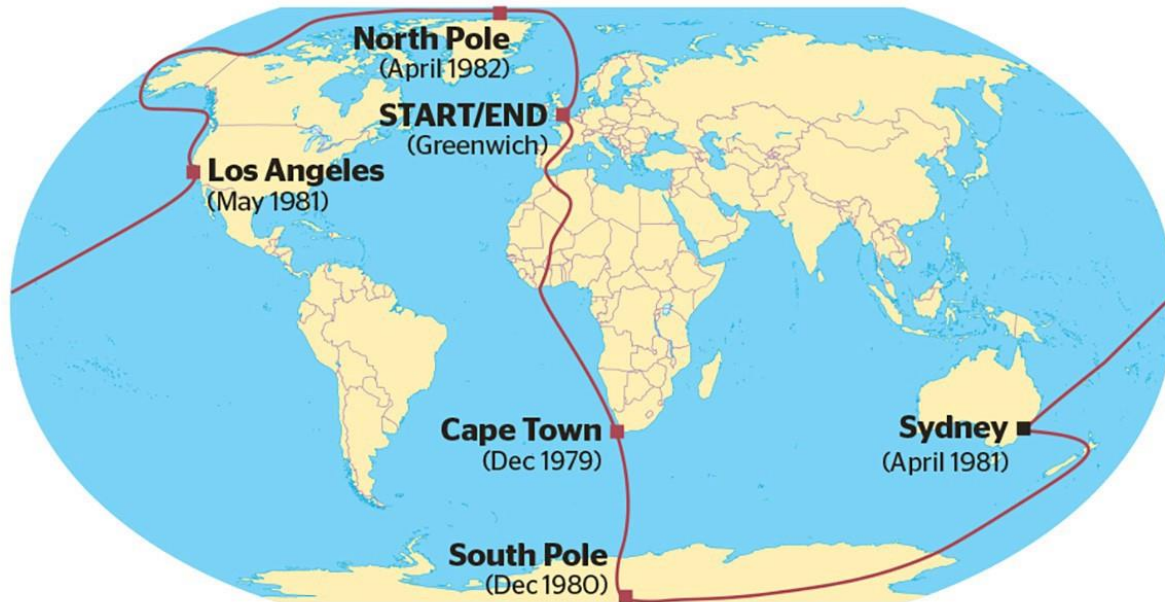 North Pole
(April 1982)
START/END
(Greenwich)
Los Angeles
(May 1981)
Cape Town
(Dec 1979)
Sydney
(April 1981)
South Pole
(Dec 1980)